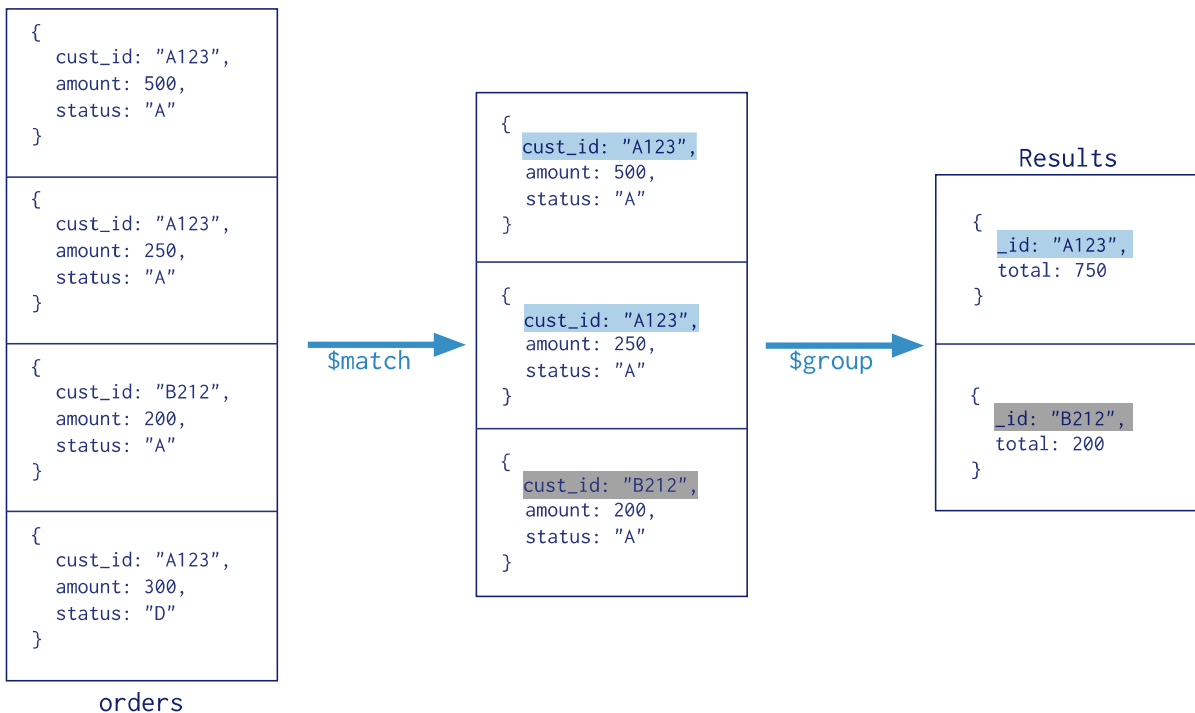 {
cust_id: "A123",
amount: 500,
status: "A"
}
{
cust_id: "A123",
amount: 250,
status: "A"
}
{
cust_id: "B212",
amount: 200,
status: "A"
}
{
cust_id: "A123",
amount: 300,
status: "D"
}
orders
$match
{
cust_id: "A123",
amount: 500,
status: "A"
}
{
cust_id: "A123",
amount: 250,
status: "A"
}
{
cust_id: "B212",
amount: 200,
status: "A"
}
$group
Results
{
_id: "A123",
total: 750
}
{
_id: "B212",
total: 200
}